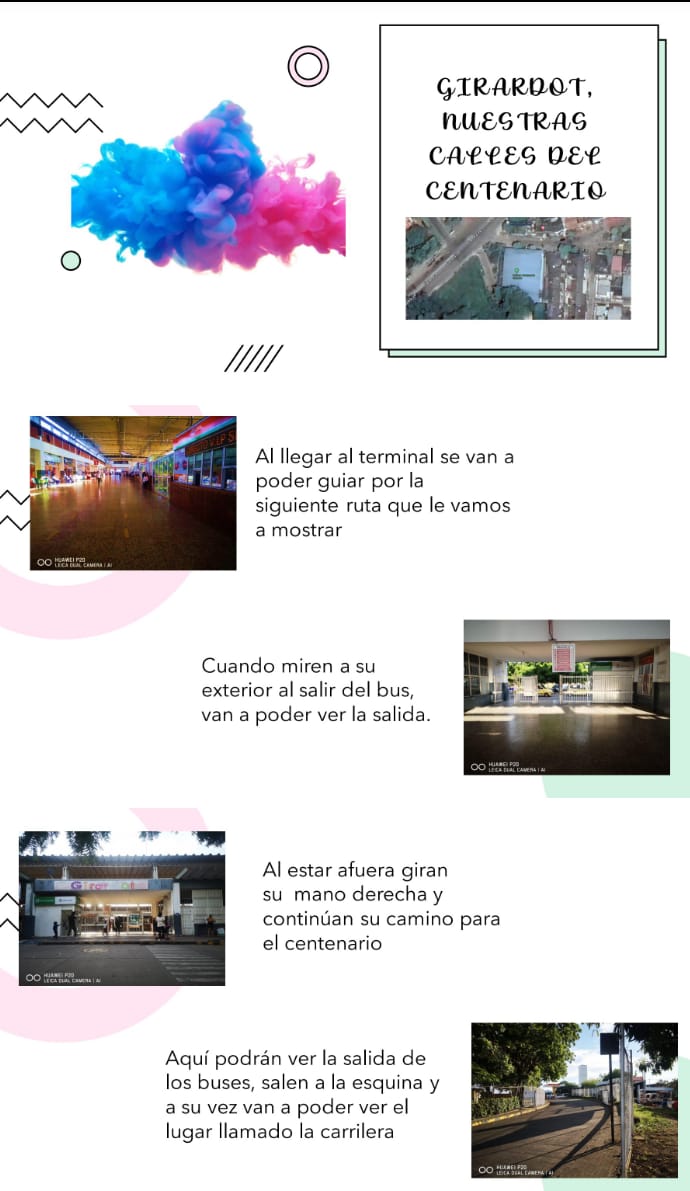 GIRARDOT,
NUESTRAS
CALLES DEL
CENTENARIO
Al llegar al terminal se van a
poder guiar por la
siguiente ruta que le vamos
a mostrar
HUAWEI P20
LEICA DUAL CAMERA | AI
Cuando miren a su
exterior al salir del bus,
van a poder ver la salida.
HUAWEI P20
LEICA DUAL CAMERA | AI
Al estar afuera giran
su mano derecha y
continúan su camino para
el centenario
HUAWEI P20
LEICA DUAL CAMERA | AI
Aquí podrán ver la salida de
los buses, salen a la esquina y
a su vez van a poder ver el
lugar llamado la carrilera
HUAWEI P20
LEICA DUAL CAMERA | AI